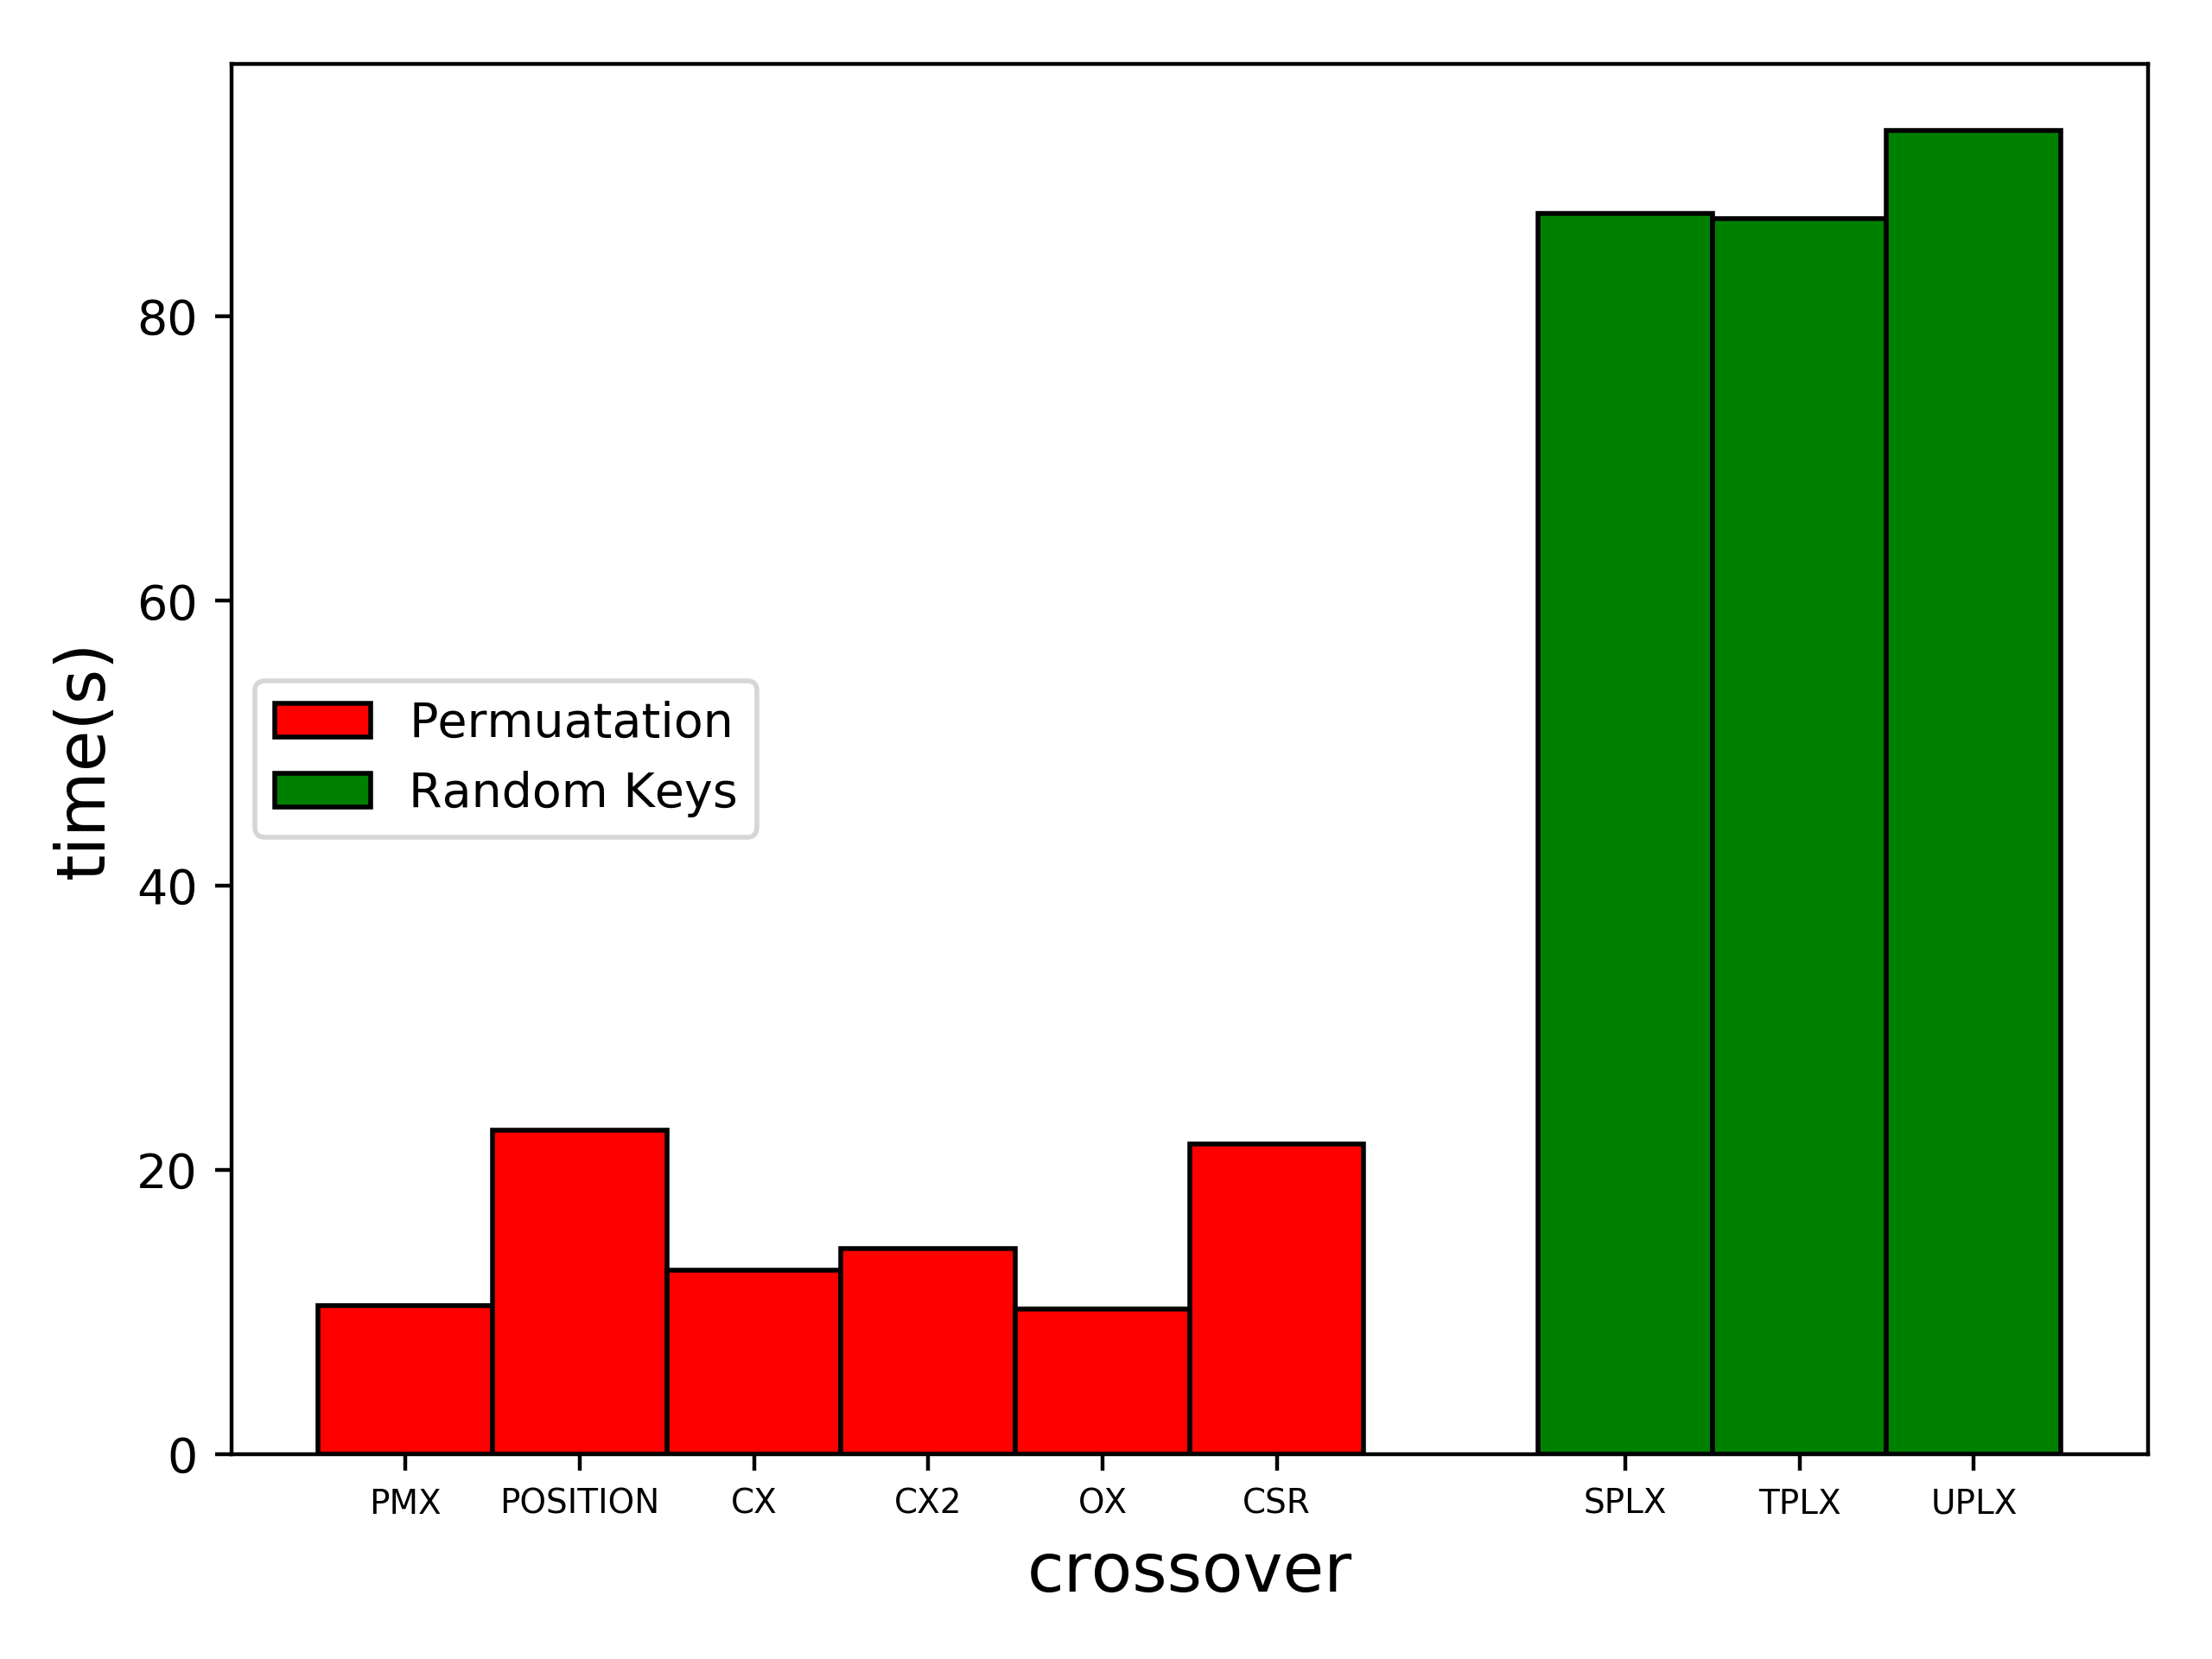 80
60
40
20
0
time(s)
Permuatation
Random Keys
PMX POSITION CX CX2 OX CSR SPLX TPLX UPLX
crossover